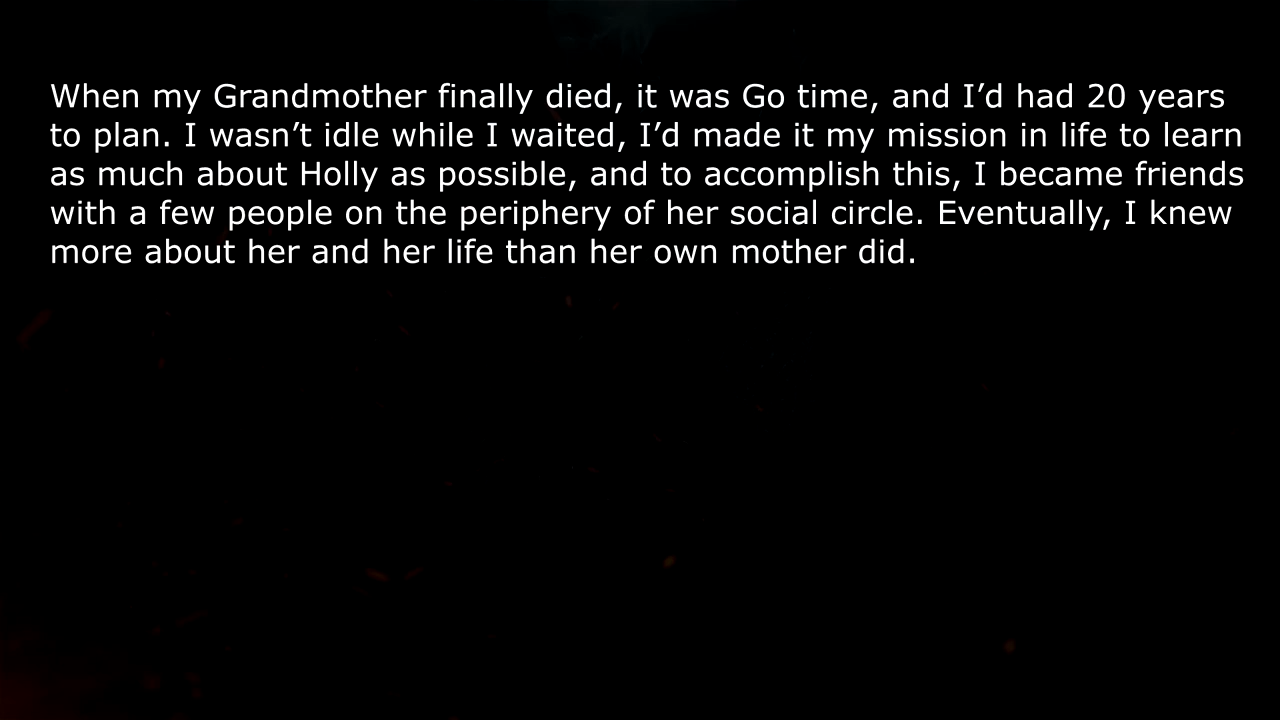 When my Grandmother finally died, it was Go time, and I’d had 20 years
to plan. I wasn’t idle while I waited, I’d made it my mission in life to learn
as much about Holly as possible, and to accomplish this, I became friends
with a few people on the periphery of her social circle. Eventually, I knew
more about her and her life than her own mother did.